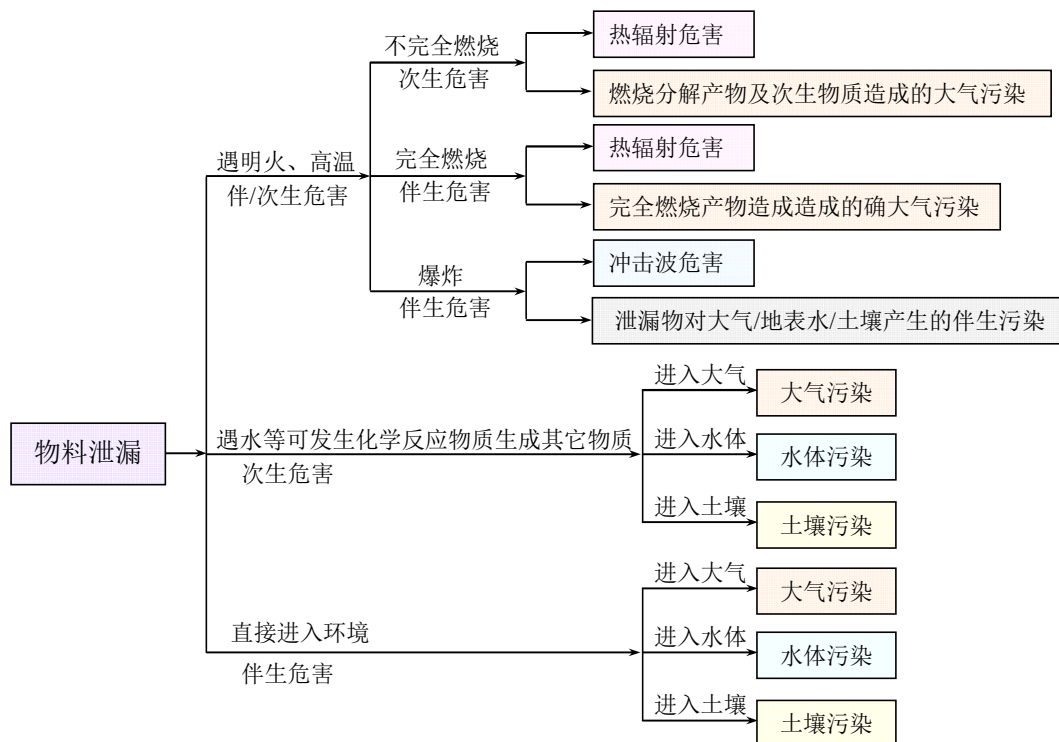 不完全燃烧
次生危害
热辐射危害
燃烧分解产物及次生物质造成的大气污染
遇明火、高温
伴/次生危害
完全燃烧
伴生危害
热辐射危害
完全燃烧产物造成造成的确大气污染
爆炸
伴生危害
冲击波危害
泄漏物对大气/地表水/土壤产生的伴生污染
物料泄漏
遇水等可发生化学反应物质生成其它物质
次生危害
进入大气
大气污染
进入水体
水体污染
进入土壤
土壤污染
直接进入环境
伴生危害
进入大气
大气污染
进入水体
水体污染
进入土壤
土壤污染